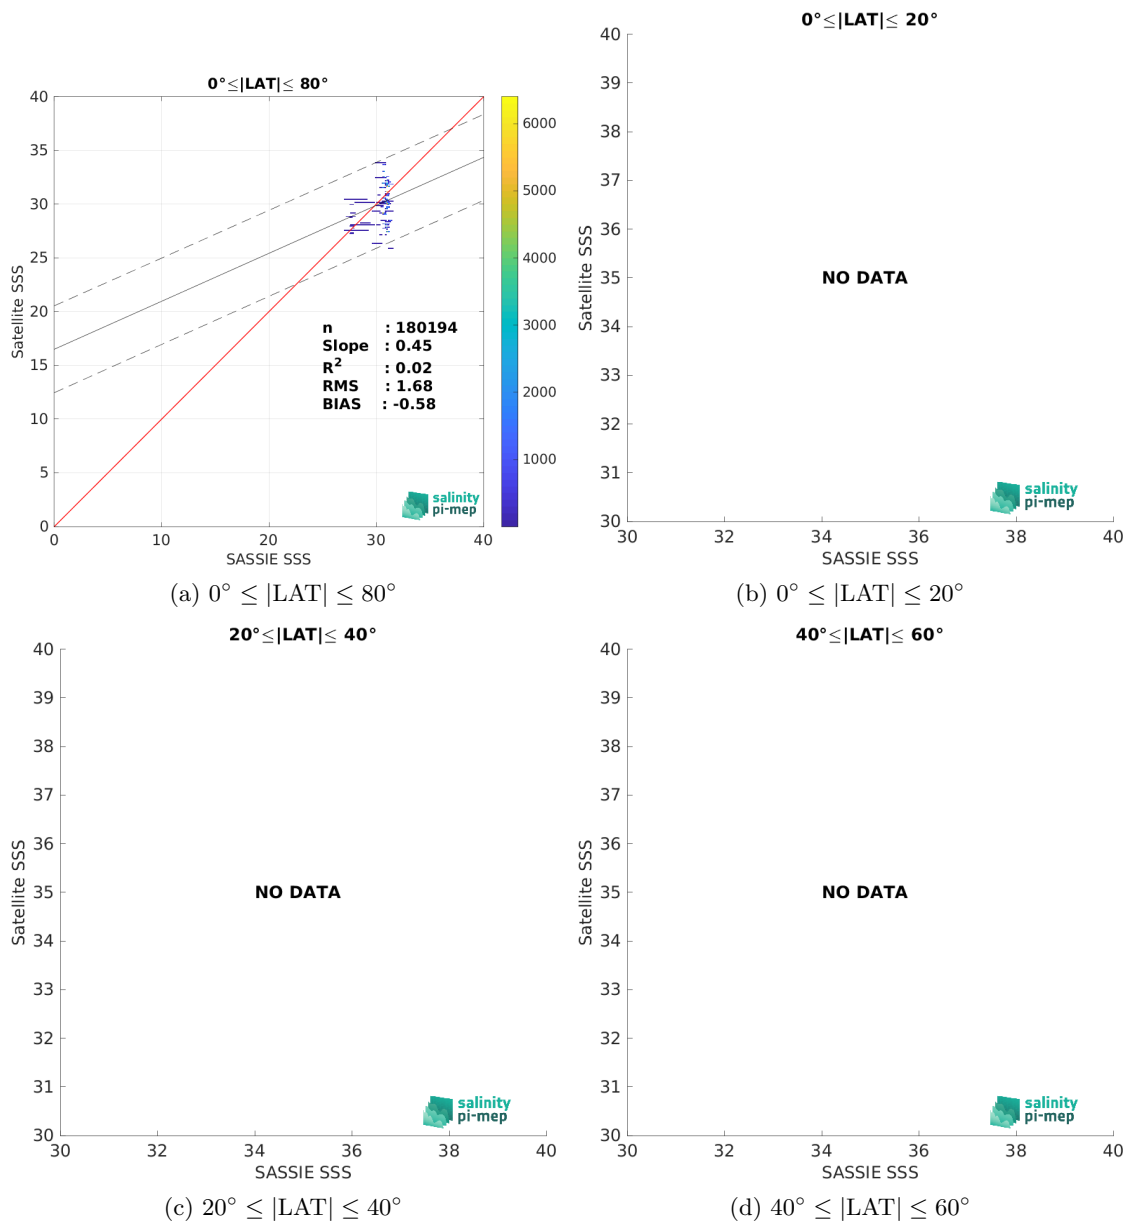 0°≤|LAT|≤ 80°
40
35
30
25
20
15
10
5
0
Satellite SSS
0
10
20
30
40
SASSIE SSS
6000
5000
4000
3000
2000
1000
n : 180194
Slope : 0.45
R² : 0.02
RMS : 1.68
BIAS : -0.58
salinity
pi-mep
(a) 0° ≤ |LAT| ≤ 80°
0°≤|LAT|≤ 20°
40
39
38
37
36
35
34
33
32
31
30
Satellite SSS
NO DATA
30
32
34
36
38
40
SASSIE SSS
salinity
pi-mep
(b) 0° ≤ |LAT| ≤ 20°
20°≤|LAT|≤ 40°
40
39
38
37
36
35
34
33
32
31
30
Satellite SSS
NO DATA
30
32
34
36
38
40
SASSIE SSS
salinity
pi-mep
(c) 20° ≤ |LAT| ≤ 40°
40°≤|LAT|≤ 60°
40
39
38
37
36
35
34
33
32
31
30
Satellite SSS
NO DATA
30
32
34
36
38
40
SASSIE SSS
salinity
pi-mep
(d) 40° ≤ |LAT| ≤ 60°